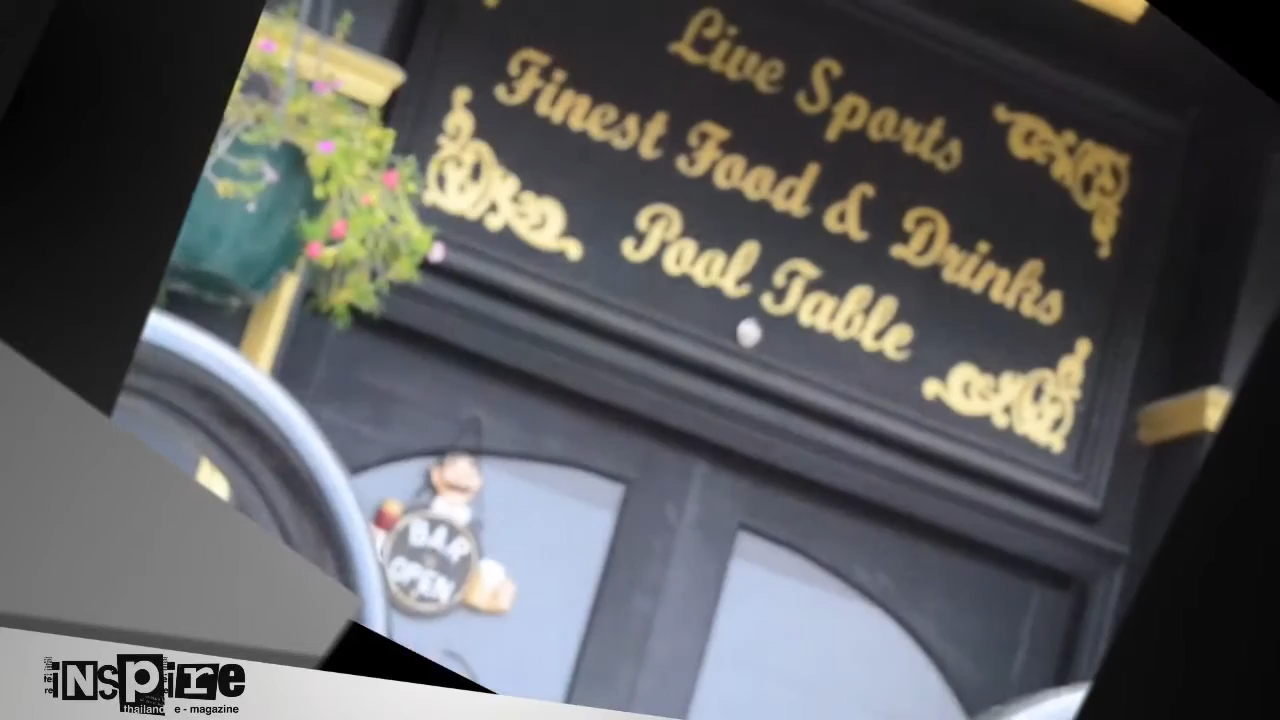 Live Sports
Finest Food & Drinks
Pool Table
BAR
OPEN
iNspire
thailand e - magazine